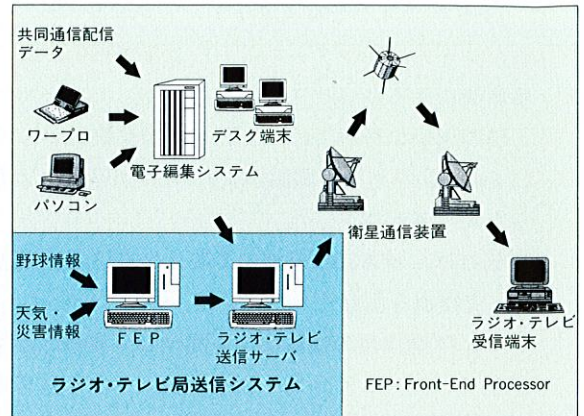 共同通信配信
データ
ワープロ
パソコン
電子編集システム
デスク端末
衛星通信装置
野球情報
天気・
災害情報
FEP
ラジオ・テレビ
送信サーバ
ラジオ・テレビ局送信システム
ラジオ・テレビ
受信端末
FEP：Front-End Processor